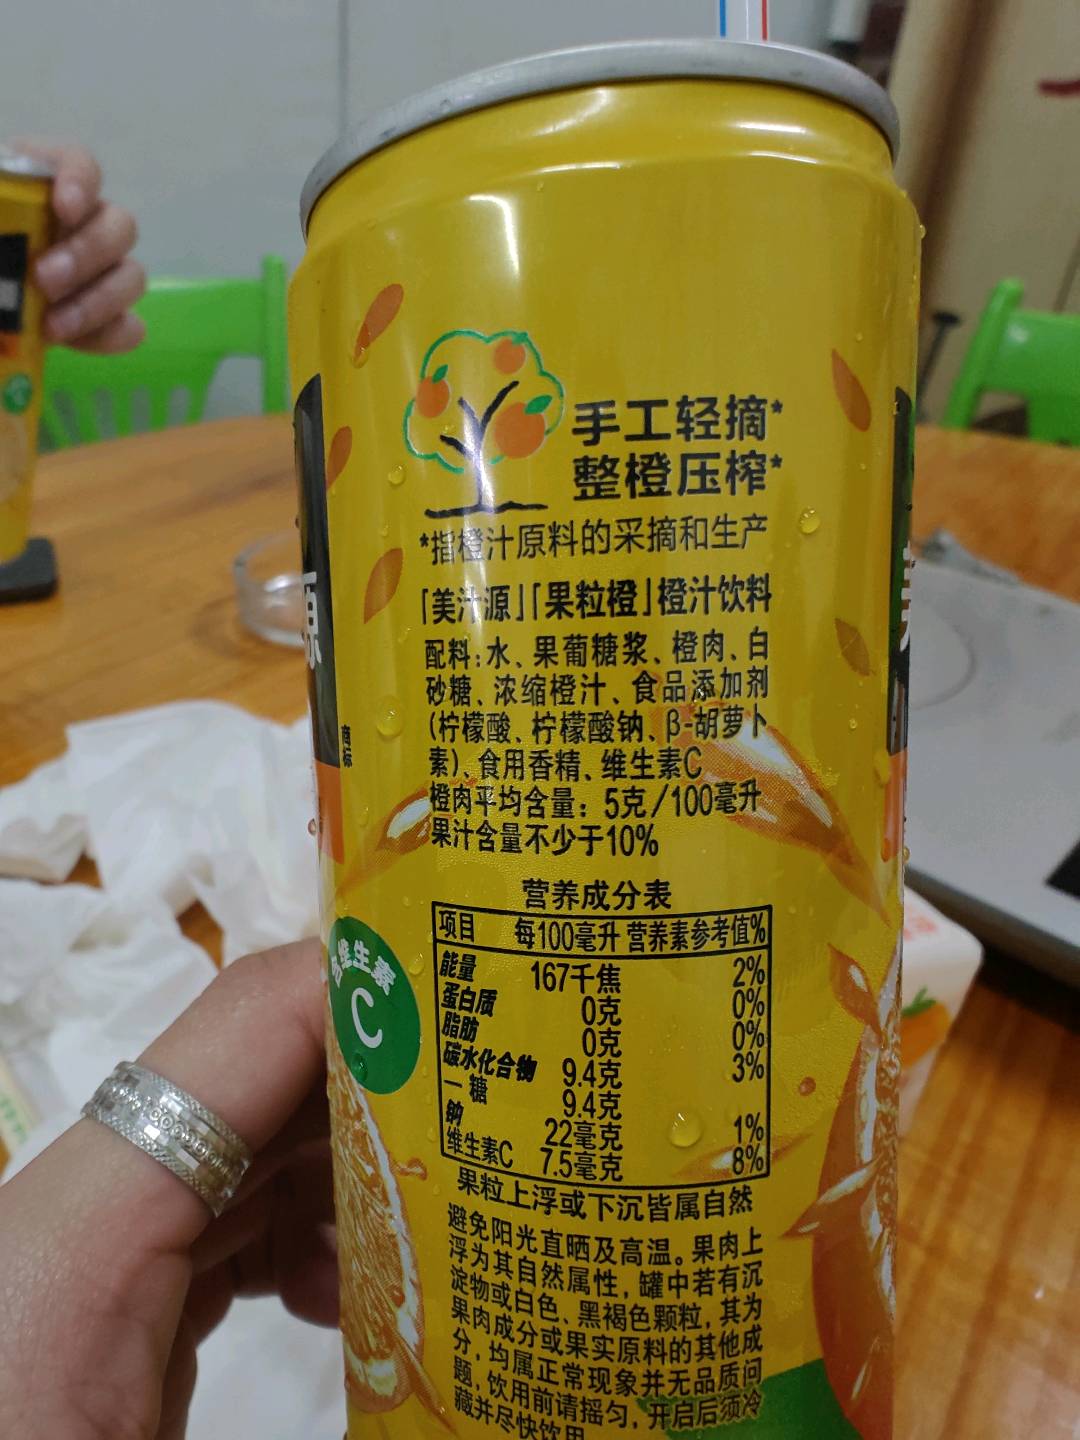 手工轻摘*
整橙压榨*
*指橙汁原料的采摘和生产
「美汁源」「果粒橙」橙汁饮料
配料:水、果葡糖浆、橙肉、白
砂糖、浓缩橙汁、食品添加剂
(柠檬酸、柠檬酸钠、β-胡萝卜
素)、食用香精、维生素C
橙肉平均含量：5克/100毫升
果汁含量不少于10%
营养成分表
项目 每100毫升 营养素参考值%
能量 167千焦 2%
蛋白质 0克 0%
脂肪 0克 0%
碳水化合物 9.4克 3%
一糖 9.4克
钠 22毫克 1%
维生素C 7.5毫克 8%
果粒上浮或下沉皆属自然
避免阳光直晒及高温。果肉上
浮为其自然属性，罐中若有沉
淀物或白色、黑褐色颗粒，其为
果肉成分或果实原料的其他成
分，均属正常现象并无品质问
题，饮用前请摇匀，开启后须冷
藏并尽快饮用
源
商标
维生素
C